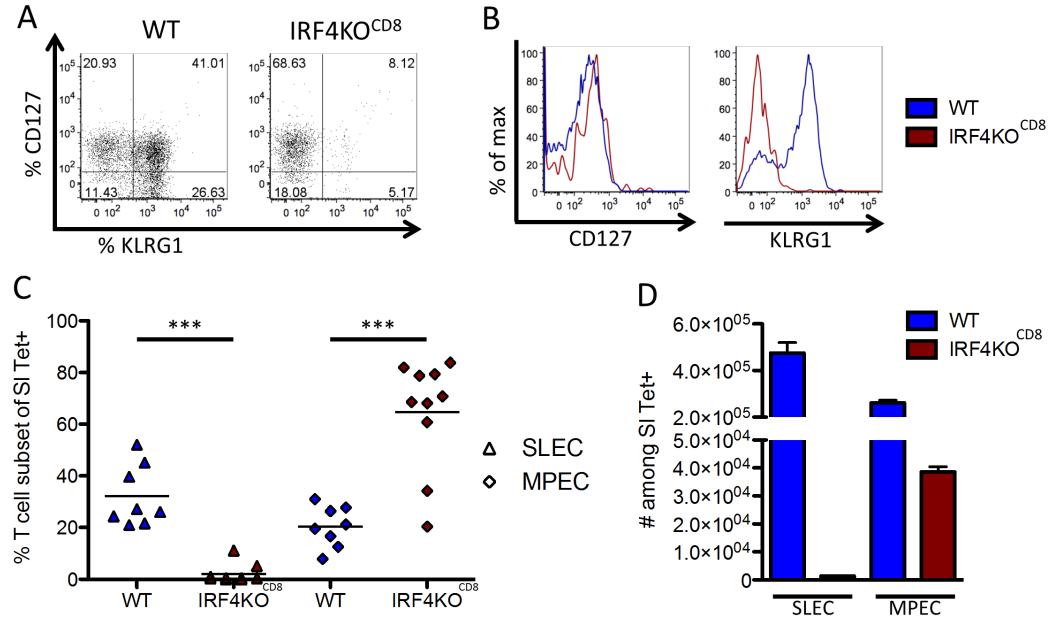 A
WT
IRF4KO^CD8
% CD127
10^5
10^4
10^3
10^2
0
20.93 41.01
11.43 26.63
0 10^2 10^3 10^4 10^5
10^5
10^4
10^3
10^2
0
68.63 8.12
18.08 5.17
0 10^2 10^3 10^4 10^5
% KLRG1
B
% of max
100
80
60
40
20
0
0 10^2 10^3 10^4 10^5
CD127
100
80
60
40
20
0
0 10^2 10^3 10^4 10^5
KLRG1
WT
IRF4KO^CD8
C
% T cell subset of SI Tet+
100
80
60
40
20
0
*** ***
WT IRF4KO^CD8 WT IRF4KO^CD8
SLEC
MPEC
D
# among SI Tet+
6.0×10^05
4.0×10^05
2.0×10^05
5.0×10^04
4.0×10^04
3.0×10^04
2.0×10^04
1.0×10^04
0
SLEC MPEC
WT
IRF4KO^CD8